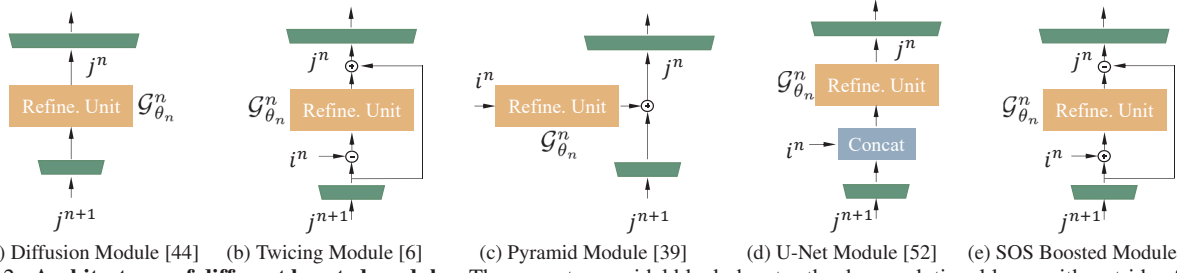 j^n
Refine. Unit
𝒢^n_{θ_n}
j^{n+1}
j^n
𝒢^n_{θ_n}
Refine. Unit
i^n
j^{n+1}
j^n
i^n
Refine. Unit
𝒢^n_{θ_n}
j^{n+1}
j^n
𝒢^n_{θ_n}
Refine. Unit
i^n
Concat
j^{n+1}
j^n
𝒢^n_{θ_n}
Refine. Unit
i^n
j^{n+1}
) Diffusion Module [44]
(b) Twicing Module [6]
(c) Pyramid Module [39]
(d) U-Net Module [52]
(e) SOS Boosted Module